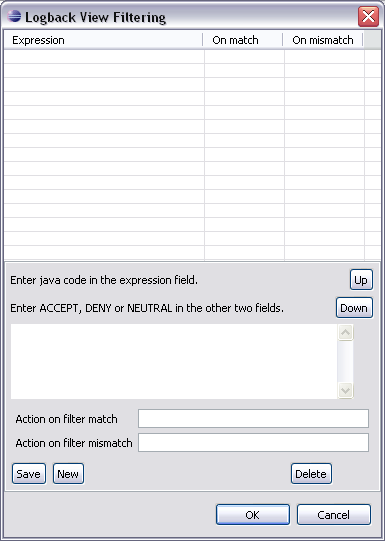 Logback View Filtering
Expression On match On mismatch
Enter java code in the expression field.
Up
Enter ACCEPT, DENY or NEUTRAL in the other two fields.
Down
Action on filter match
Action on filter mismatch
Save New Delete
OK Cancel